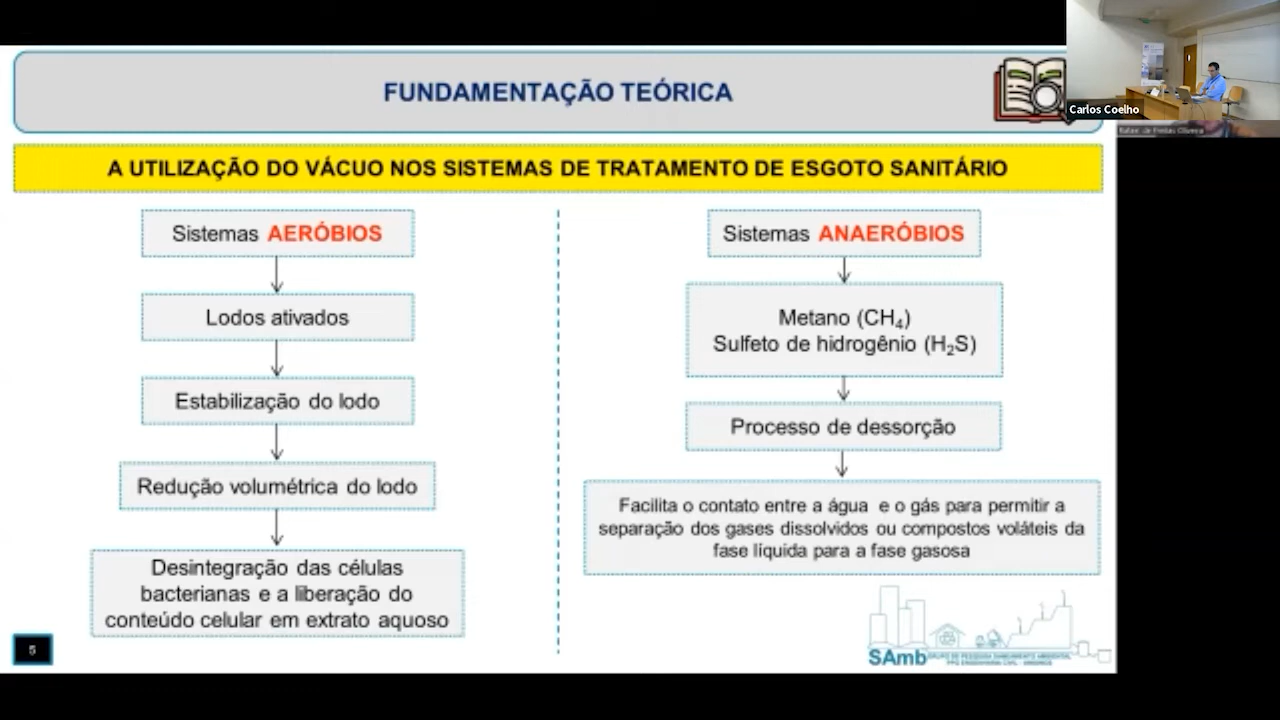 FUNDAMENTAÇÃO TEÓRICA
Carlos Coelho
A UTILIZAÇÃO DO VÁCUO NOS SISTEMAS DE TRATAMENTO DE ESGOTO SANITÁRIO
Sistemas AERÓBIOS
Lodos ativados
Estabilização do lodo
Redução volumétrica do lodo
Desintegração das células
bacterianas e a liberação do
conteúdo celular em extrato aquoso
Sistemas ANAERÓBIOS
Metano (CH₄)
Sulfeto de hidrogênio (H₂S)
Processo de dessorção
Facilita o contato entre a água e o gás para permitir a
separação dos gases dissolvidos ou compostos voláteis da
fase líquida para a fase gasosa
5
SAmb